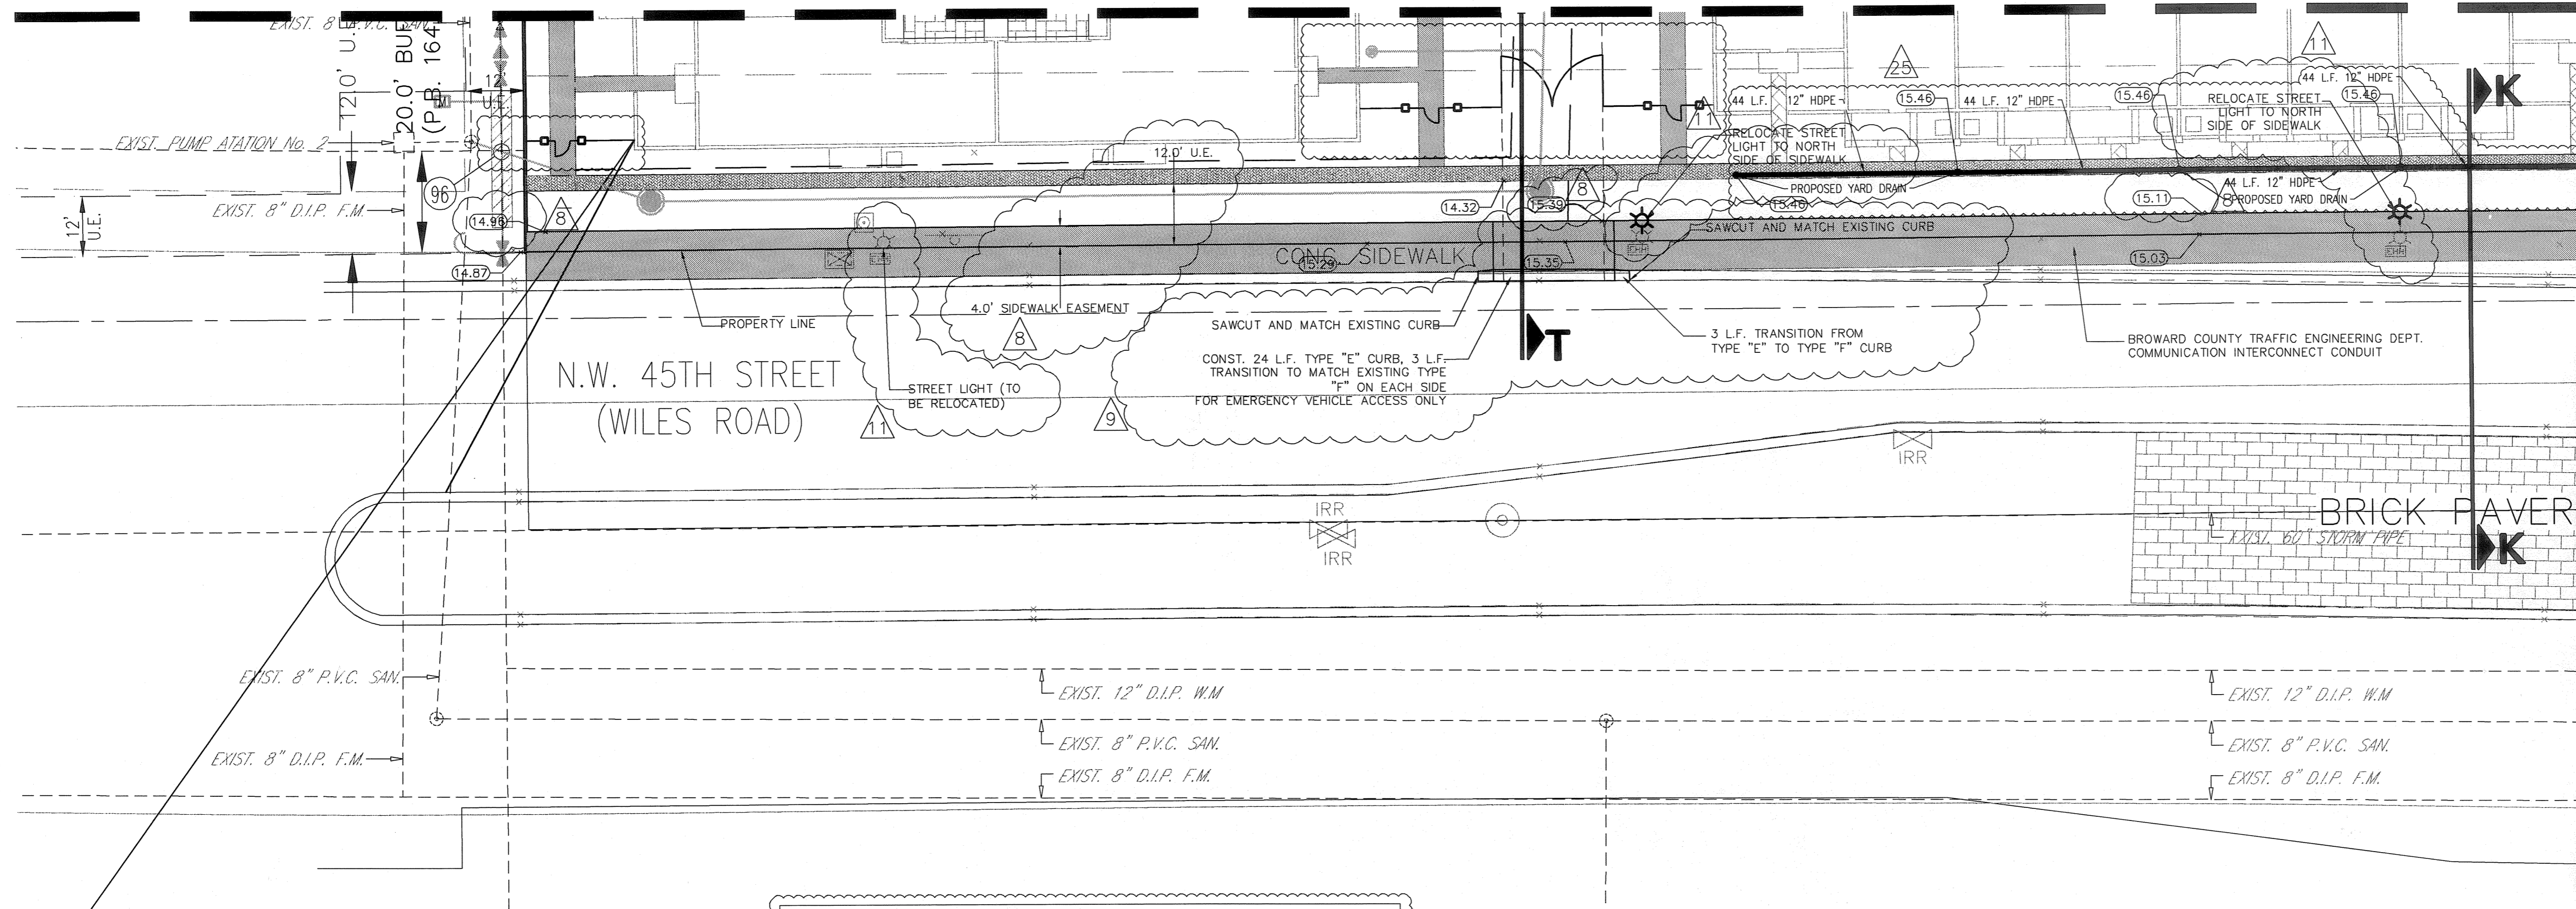 EXIST. 8" P.V.C. SAN.
12.0' U.
20.0' BUF
(P.B. 164
12'
U.E.
M
EXIST. PUMP ATATION No. 2
96
EXIST. 8" D.I.P. F.M.
12'
U.E.
14.96
8
14.87
PROPERTY LINE
N.W. 45TH STREET
(WILES ROAD)
STREET LIGHT (TO
BE RELOCATED)
11
EHH
12.0' U.E.
4.0' SIDEWALK EASEMENT
8
9
CONC. SIDEWALK
15.29
14.32
15.39
8
15.35
SAWCUT AND MATCH EXISTING CURB
CONST. 24 L.F. TYPE "E" CURB, 3 L.F.
TRANSITION TO MATCH EXISTING TYPE
"F" ON EACH SIDE
FOR EMERGENCY VEHICLE ACCESS ONLY
T
11
RELOCATE STREET
LIGHT TO NORTH
SIDE OF SIDEWALK
EHH
SAWCUT AND MATCH EXISTING CURB
3 L.F. TRANSITION FROM
TYPE "E" TO TYPE "F" CURB
44 L.F. 12" HDPE
15.46
44 L.F. 12" HDPE
25
15.46
PROPOSED YARD DRAIN
15.46
11
44 L.F. 12" HDPE
15.46
RELOCATE STREET
LIGHT TO NORTH
SIDE OF SIDEWALK
44 L.F. 12" HDPE
PROPOSED YARD DRAIN
8
15.11
15.03
EHH
K
BROWARD COUNTY TRAFFIC ENGINEERING DEPT.
COMMUNICATION INTERCONNECT CONDUIT
IRR
IRR
IRR
BRICK PAVER
EXIST. 60" STORM PIPE
K
EXIST. 8" P.V.C. SAN.
EXIST. 8" D.I.P. F.M.
EXIST. 12" D.I.P. W.M
EXIST. 8" P.V.C. SAN.
EXIST. 8" D.I.P. F.M.
EXIST. 12" D.I.P. W.M
EXIST. 8" P.V.C. SAN.
EXIST. 8" D.I.P. F.M.